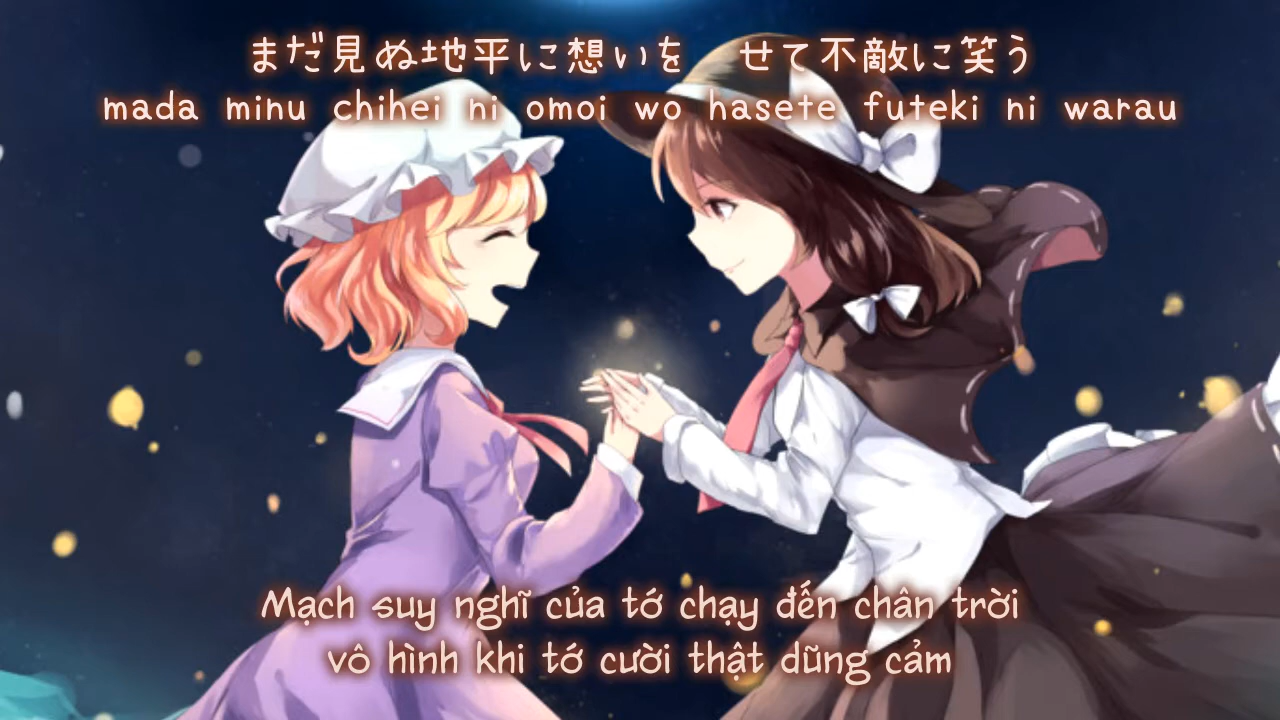 まだ見ぬ地平に想いを せて不敵に笑う
mada minu chihei ni omoi wo hasete futeki ni warau
Mạch suy nghĩ của tớ chạy đến chân trời
vô hình khi tớ cười thật dũng cảm